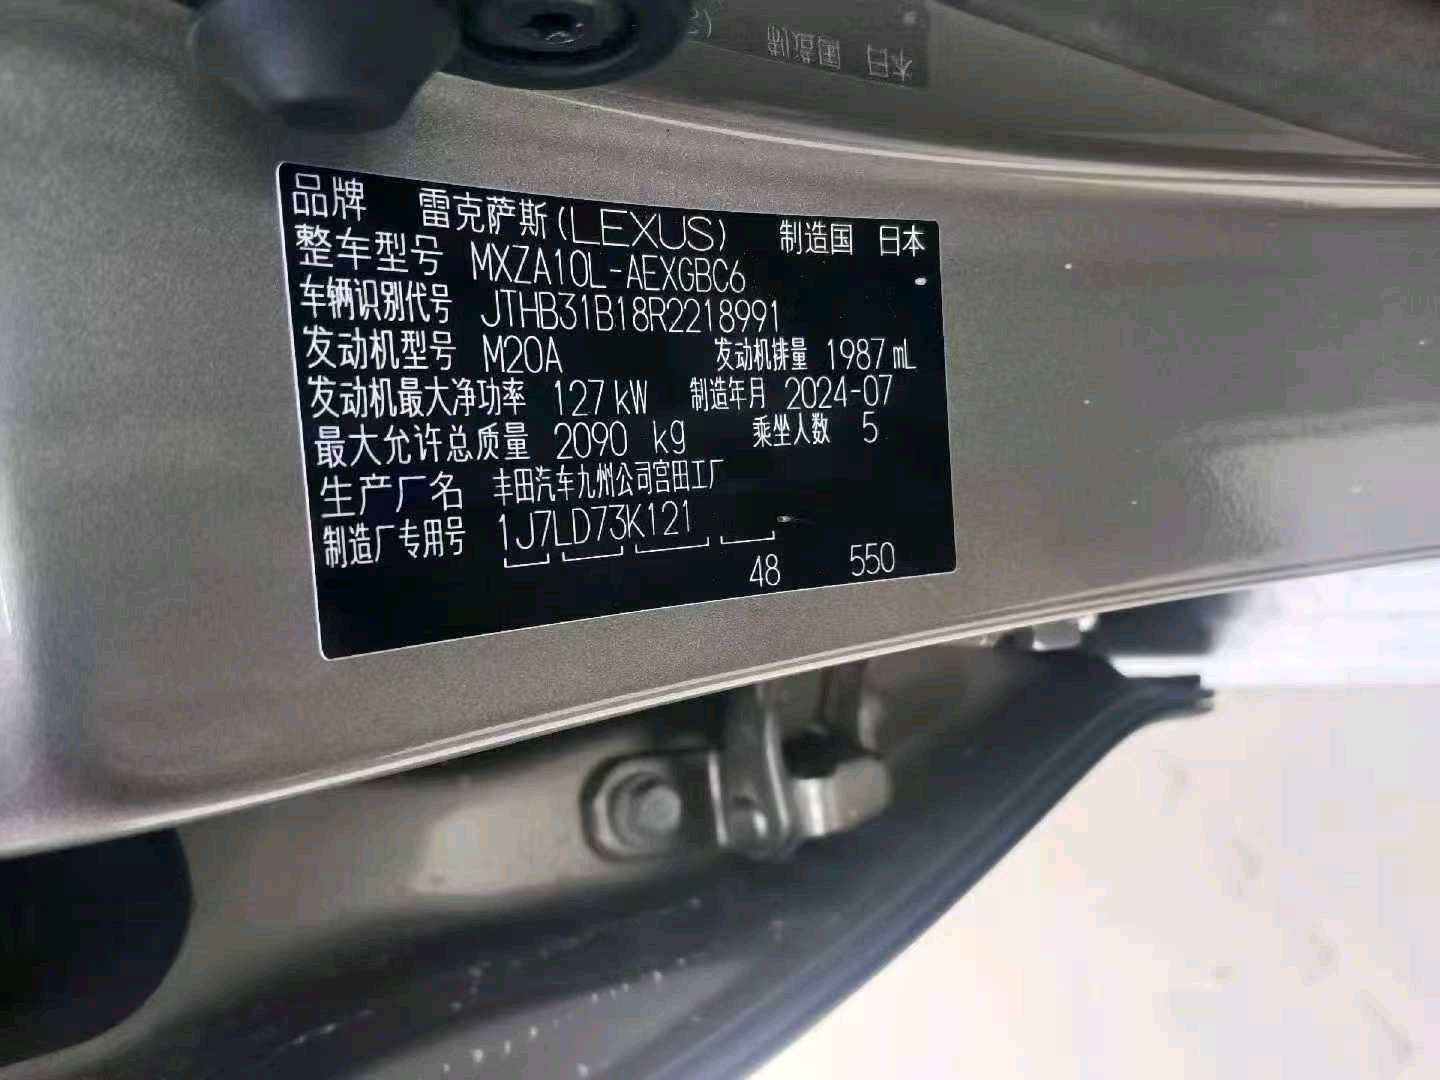 品牌 雷克萨斯(LEXUS) 制造国 日本
整车型号 MXZA10L-AEXGBC6
车辆识别代号 JTHB31B18R2218991
发动机型号 M20A 发动机排量 1987 mL
发动机最大净功率 127 kW 制造年月 2024-07
最大允许总质量 2090 kg 乘坐人数 5
生产厂名 丰田汽车九州公司宫田工厂
制造厂专用号 1J7LD73K121
48 550